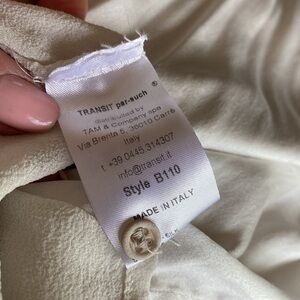 TRANSIT par-such ®
distributed by
TAM & Company spa
Via Brenta 5, 36010 Carrè
Italy
t +39 0445.314307
info@transit.it
Style B110
MADE IN ITALY